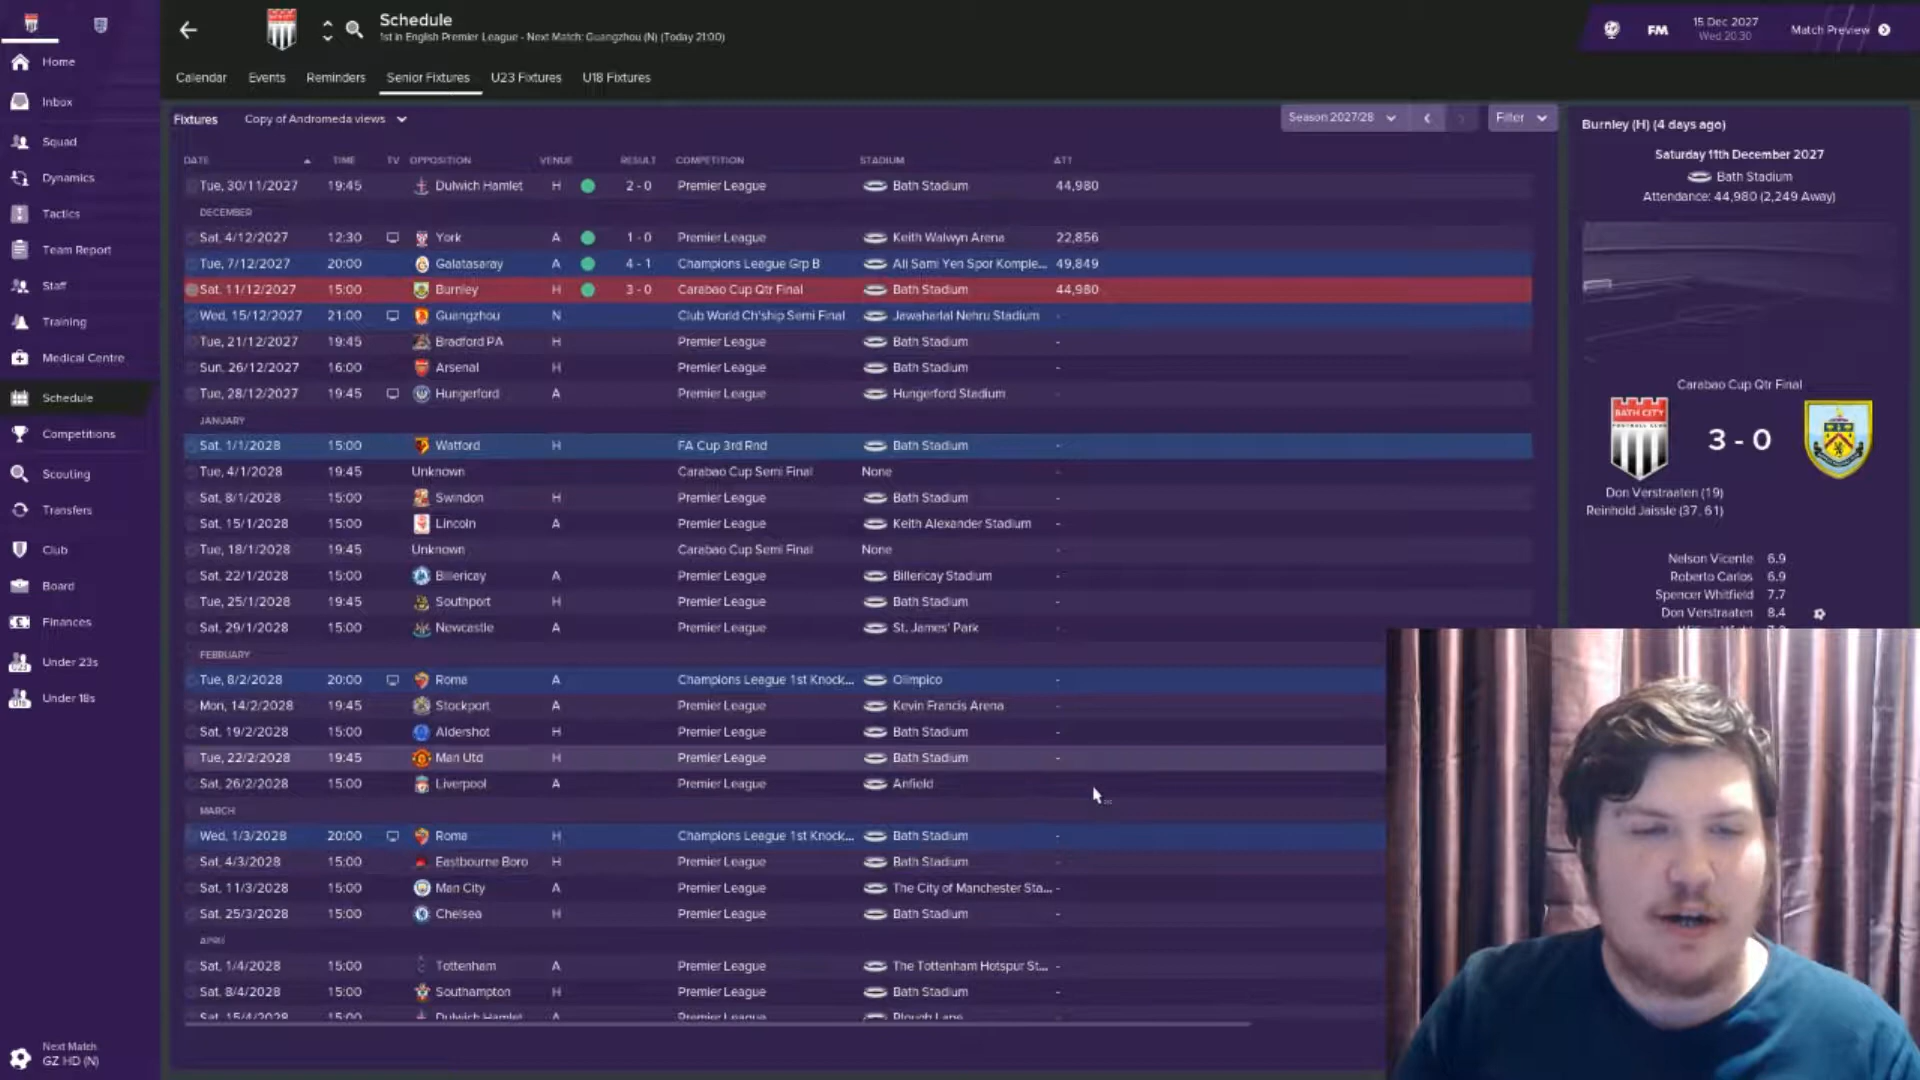 Schedule
1st in English Premier League - Next Match: Guangzhou (N) (Today 21:00)
FM
15 Dec 2027
Wed 20:30
Match Preview
Home
Inbox
Squad
Dynamics
Tactics
Team Report
Staff
Training
Medical Centre
Schedule
Competitions
Scouting
Transfers
Club
Board
Finances
Under 23s
Under 18s
Next Match
GZ HD (N)
Calendar Events Reminders Senior Fixtures U23 Fixtures U18 Fixtures
Fixtures Copy of Andromeda views Season 2027/28 Filter
DATE TIME TV OPPOSITION VENUE RESULT COMPETITION STADIUM ATT
Tue, 30/11/2027 19:45 Dulwich Hamlet H 2 - 0 Premier League Bath Stadium 44,980
DECEMBER
Sat, 4/12/2027 12:30 York A 1 - 0 Premier League Keith Walwyn Arena 22,856
Tue, 7/12/2027 20:00 Galatasaray A 4 - 1 Champions League Grp B Ali Sami Yen Spor Komple... 49,849
Sat, 11/12/2027 15:00 Burnley H 3 - 0 Carabao Cup Qtr Final Bath Stadium 44,980
Wed, 15/12/2027 21:00 Guangzhou N Club World Ch'ship Semi Final Jawaharlal Nehru Stadium -
Tue, 21/12/2027 19:45 Bradford PA H Premier League Bath Stadium -
Sun, 26/12/2027 16:00 Arsenal H Premier League Bath Stadium -
Tue, 28/12/2027 19:45 Hungerford A Premier League Hungerford Stadium -
JANUARY
Sat, 1/1/2028 15:00 Watford H FA Cup 3rd Rnd Bath Stadium -
Tue, 4/1/2028 19:45 Unknown Carabao Cup Semi Final None -
Sat, 8/1/2028 15:00 Swindon H Premier League Bath Stadium -
Sat, 15/1/2028 15:00 Lincoln A Premier League Keith Alexander Stadium -
Tue, 18/1/2028 19:45 Unknown Carabao Cup Semi Final None -
Sat, 22/1/2028 15:00 Billericay A Premier League Billericay Stadium -
Tue, 25/1/2028 19:45 Southport H Premier League Bath Stadium -
Sat, 29/1/2028 15:00 Newcastle A Premier League St. James' Park -
FEBRUARY
Tue, 8/2/2028 20:00 Roma A Champions League 1st Knock... Olimpico -
Mon, 14/2/2028 19:45 Stockport A Premier League Kevin Francis Arena -
Sat, 19/2/2028 15:00 Aldershot H Premier League Bath Stadium -
Tue, 22/2/2028 19:45 Man Utd H Premier League Bath Stadium -
Sat, 26/2/2028 15:00 Liverpool A Premier League Anfield
MARCH
Wed, 1/3/2028 20:00 Roma H Champions League 1st Knock... Bath Stadium -
Sat, 4/3/2028 15:00 Eastbourne Boro H Premier League Bath Stadium -
Sat, 11/3/2028 15:00 Man City A Premier League The City of Manchester Sta... -
Sat, 25/3/2028 15:00 Chelsea H Premier League Bath Stadium -
APRIL
Sat, 1/4/2028 15:00 Tottenham A Premier League The Tottenham Hotspur St... -
Sat, 8/4/2028 15:00 Southampton H Premier League Bath Stadium -
Sat, 15/4/2028 15:00 Dulwich Hamlet A Premier League Plough Lane -
Burnley (H) (4 days ago)
Saturday 11th December 2027
Bath Stadium
Attendance: 44,980 (2,249 Away)
Carabao Cup Qtr Final
BATH CITY
FOOTBALL CLUB
3 - 0
Don Verstraaten (19)
Reinhold Jaissle (37, 61)
Nelson Vicente 6.9
Roberto Carlos 6.9
Spencer Whitfield 7.7
Don Verstraaten 8.4